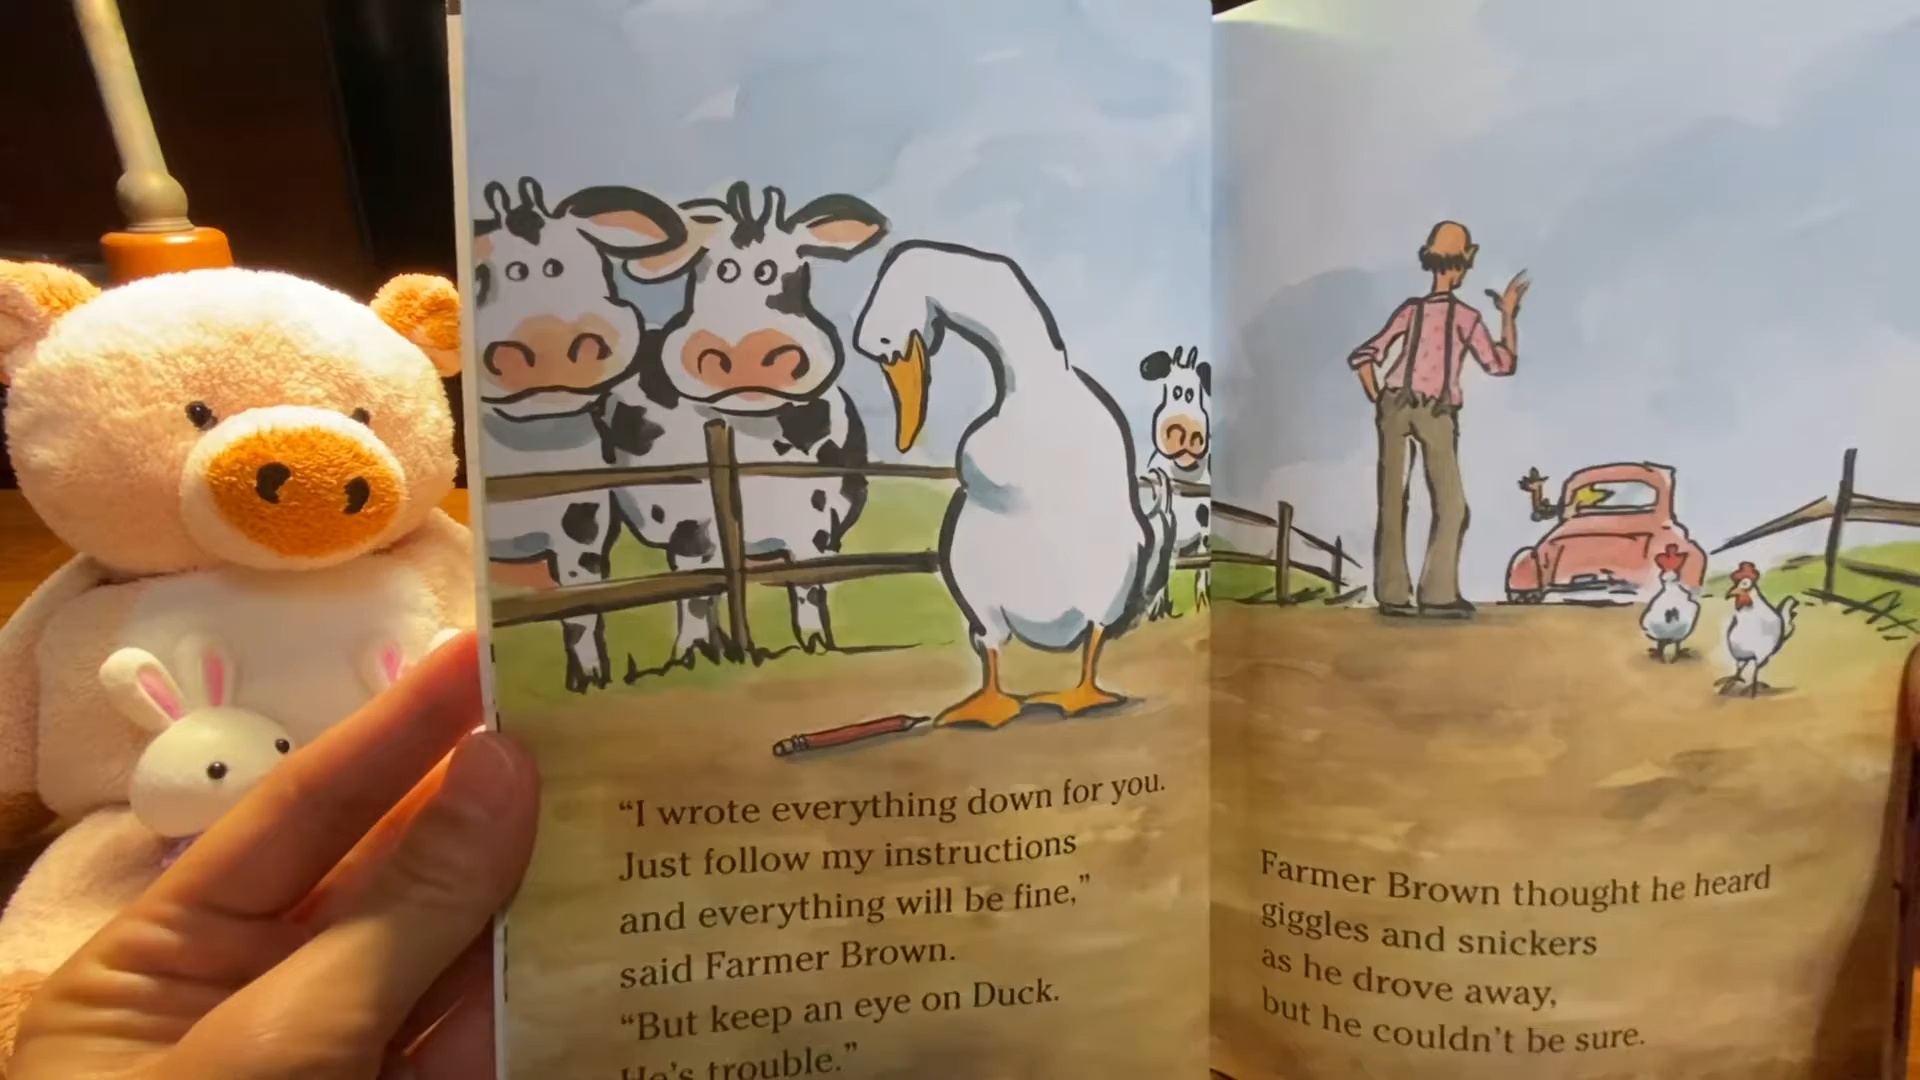 “I wrote everything down for you.
Just follow my instructions
and everything will be fine,”
said Farmer Brown.
“But keep an eye on Duck.
He's trouble.”
Farmer Brown thought he heard
giggles and snickers
as he drove away,
but he couldn't be sure.